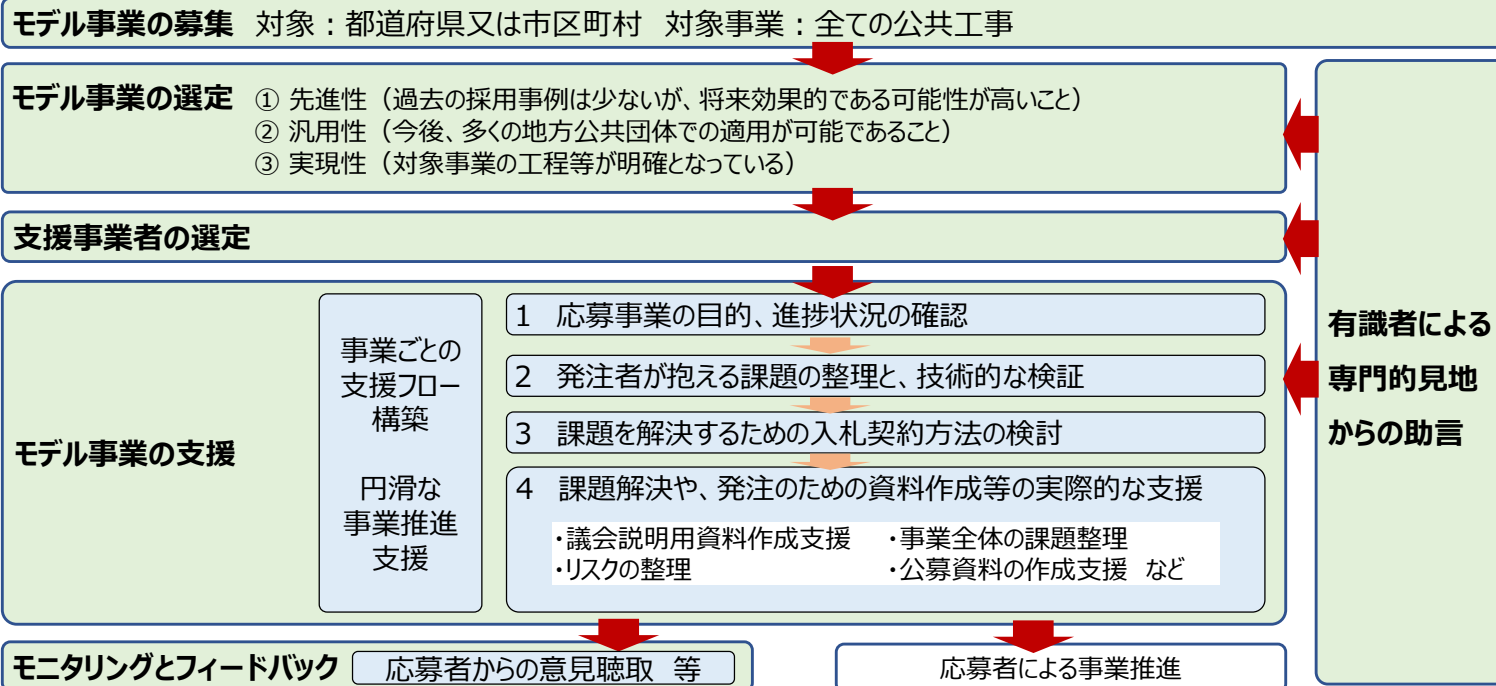 モデル事業の募集 対象：都道府県又は市区町村 対象事業：全ての公共工事
モデル事業の選定 ① 先進性（過去の採用事例は少ないが、将来効果的である可能性が高いこと）
② 汎用性（今後、多くの地方公共団体での適用が可能であること）
③ 実現性（対象事業の工程等が明確となっている）
支援事業者の選定
モデル事業の支援
事業ごとの
支援フロー
構築
円滑な
事業推進
支援
1 応募事業の目的、進捗状況の確認
2 発注者が抱える課題の整理と、技術的な検証
3 課題を解決するための入札契約方法の検討
4 課題解決や、発注のための資料作成等の実際的な支援
・議会説明用資料作成支援 ・事業全体の課題整理
・リスクの整理 ・公募資料の作成支援 など
有識者による
専門的見地
からの助言
モニタリングとフィードバック 応募者からの意見聴取 等
応募者による事業推進